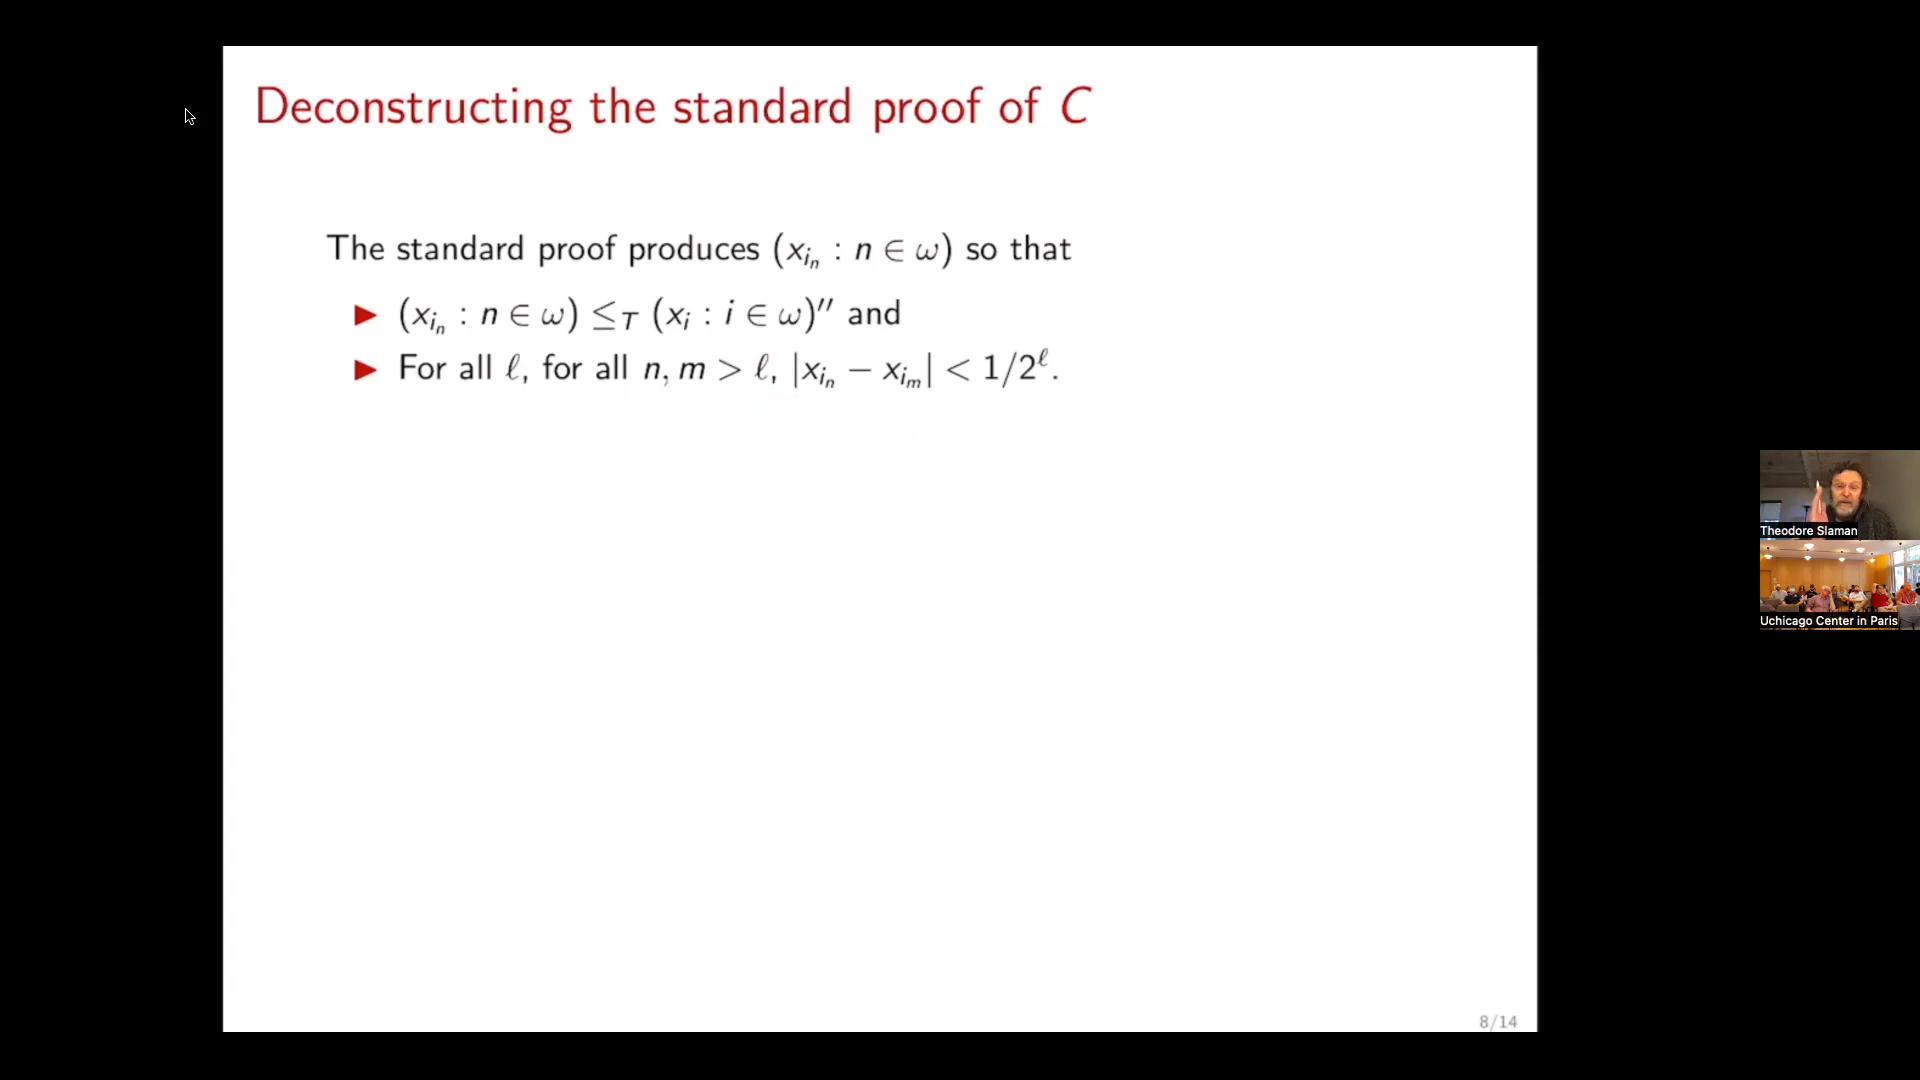 Deconstructing the standard proof of C
The standard proof produces (x_{i_n} : n ∈ ω) so that
▶ (x_{i_n} : n ∈ ω) ≤_T (x_i : i ∈ ω)′′ and
▶ For all ℓ, for all n, m > ℓ, |x_{i_n} − x_{i_m}| < 1/2^ℓ.
Theodore Slaman
Uchicago Center in Paris
8/14